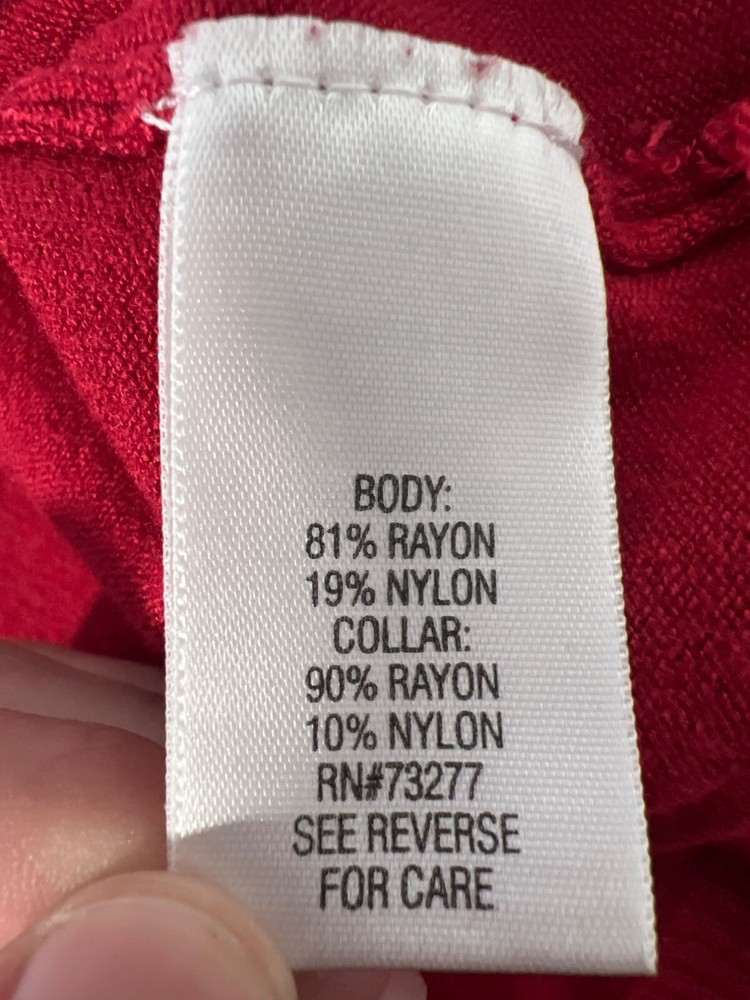 BODY:
81% RAYON
19% NYLON
COLLAR:
90% RAYON
10% NYLON
RN#73277
SEE REVERSE
FOR CARE